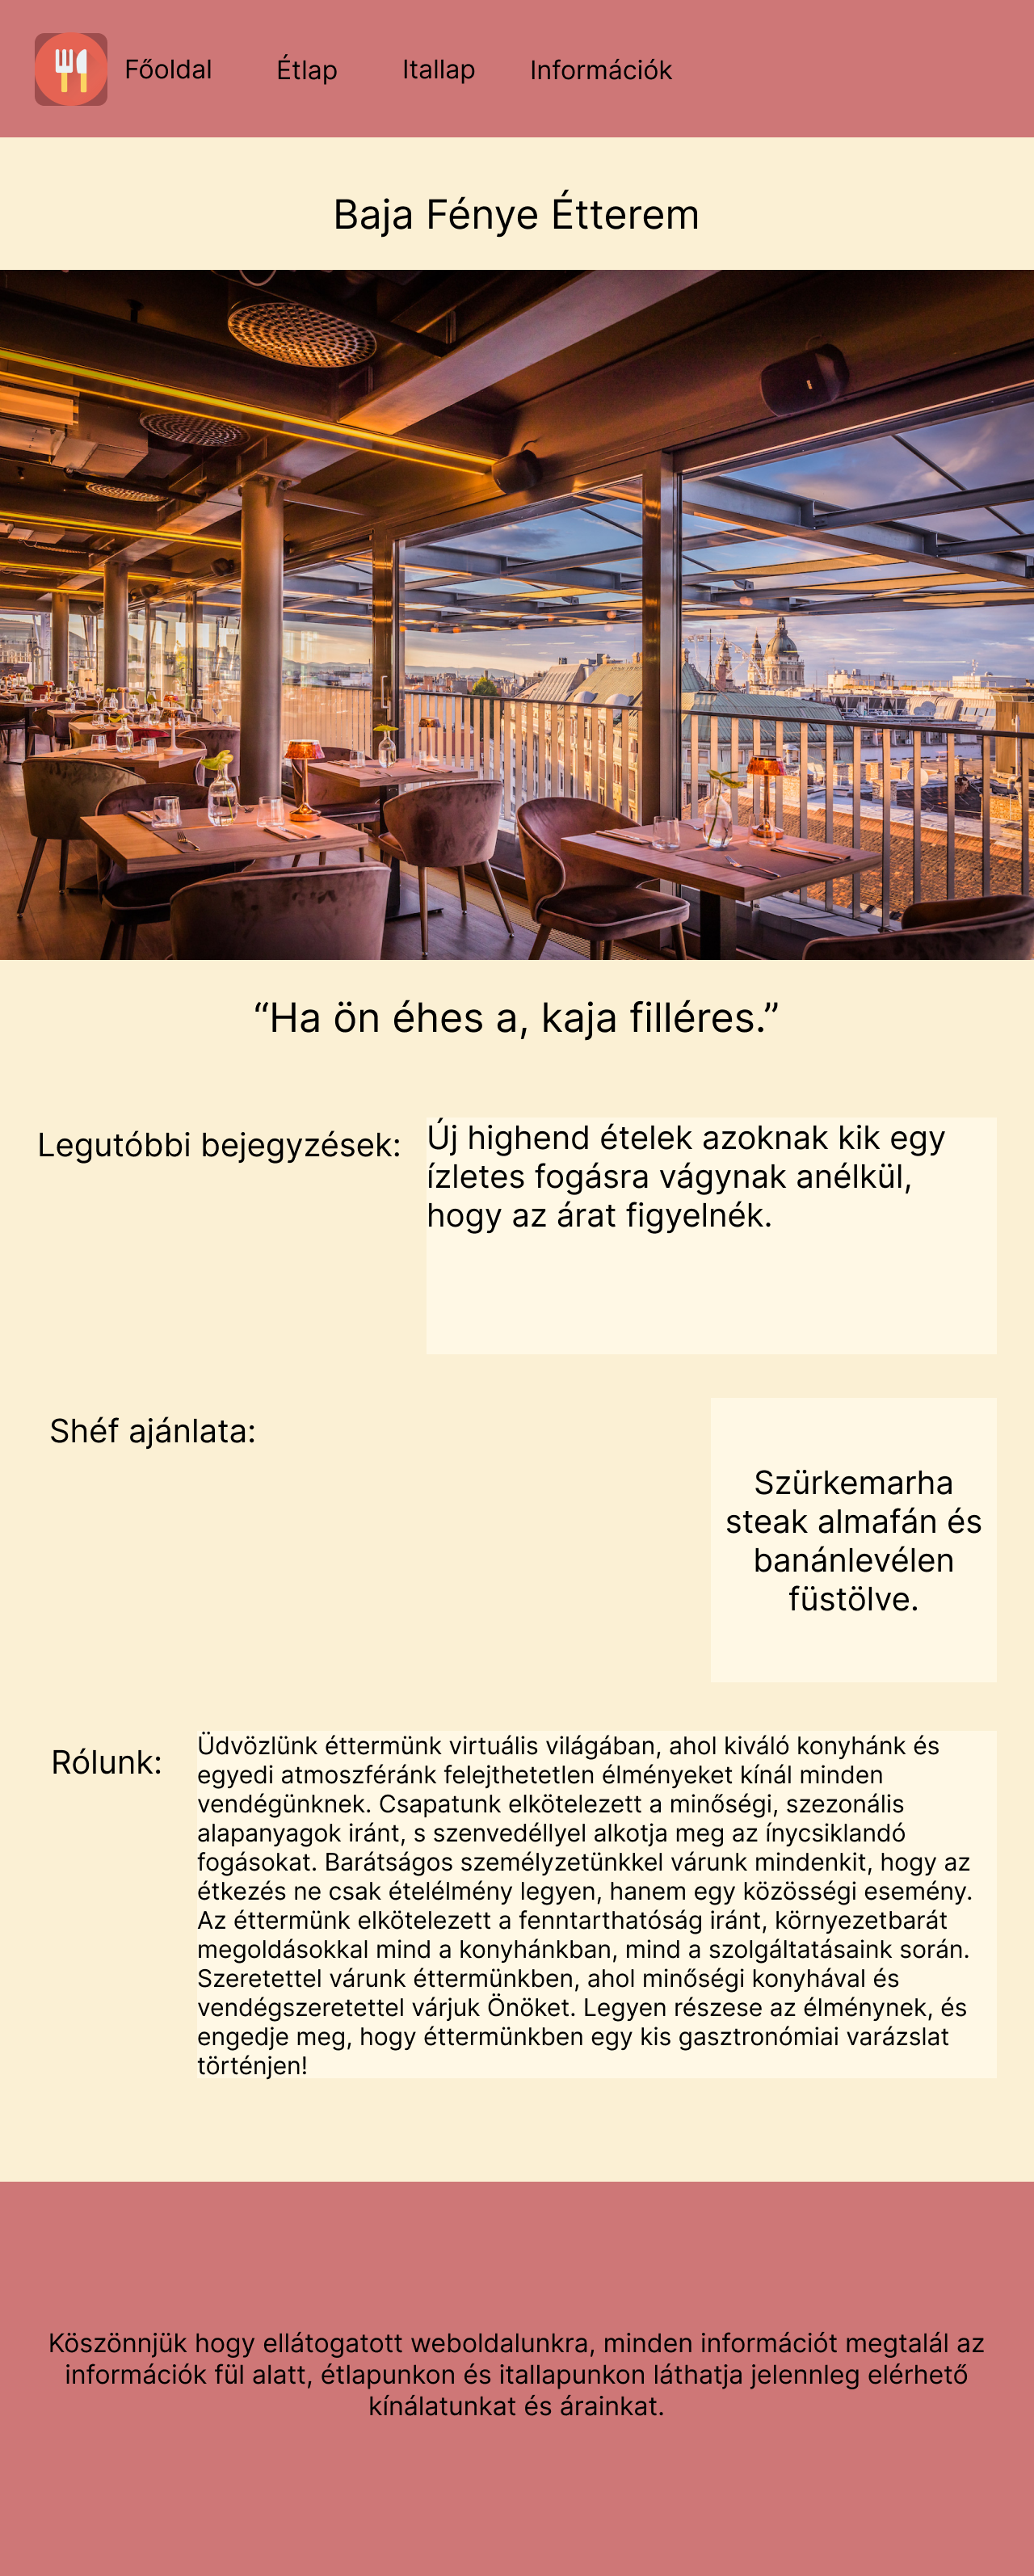 Főoldal Étlap Itallap Információk
Baja Fénye Étterem
“Ha ön éhes a, kaja filléres.”
Legutóbbi bejegyzések:
Új highend ételek azoknak kik egy
ízletes fogásra vágynak anélkül,
hogy az árat figyelnék.
Shéf ajánlata:
Szürkemarha
steak almafán és
banánlevélen
füstölve.
Rólunk:
Üdvözlünk éttermünk virtuális világában, ahol kiváló konyhánk és
egyedi atmoszféránk felejthetetlen élményeket kínál minden
vendégünknek. Csapatunk elkötelezett a minőségi, szezonális
alapanyagok iránt, s szenvedéllyel alkotja meg az ínycsiklandó
fogásokat. Barátságos személyzetünkkel várunk mindenkit, hogy az
étkezés ne csak ételélmény legyen, hanem egy közösségi esemény.
Az éttermünk elkötelezett a fenntarthatóság iránt, környezetbarát
megoldásokkal mind a konyhánkban, mind a szolgáltatásaink során.
Szeretettel várunk éttermünkben, ahol minőségi konyhával és
vendégszeretettel várjuk Önöket. Legyen részese az élménynek, és
engedje meg, hogy éttermünkben egy kis gasztronómiai varázslat
történjen!
Köszönnjük hogy ellátogatott weboldalunkra, minden információt megtalál az
információk fül alatt, étlapunkon és itallapunkon láthatja jelennleg elérhető
kínálatunkat és árainkat.